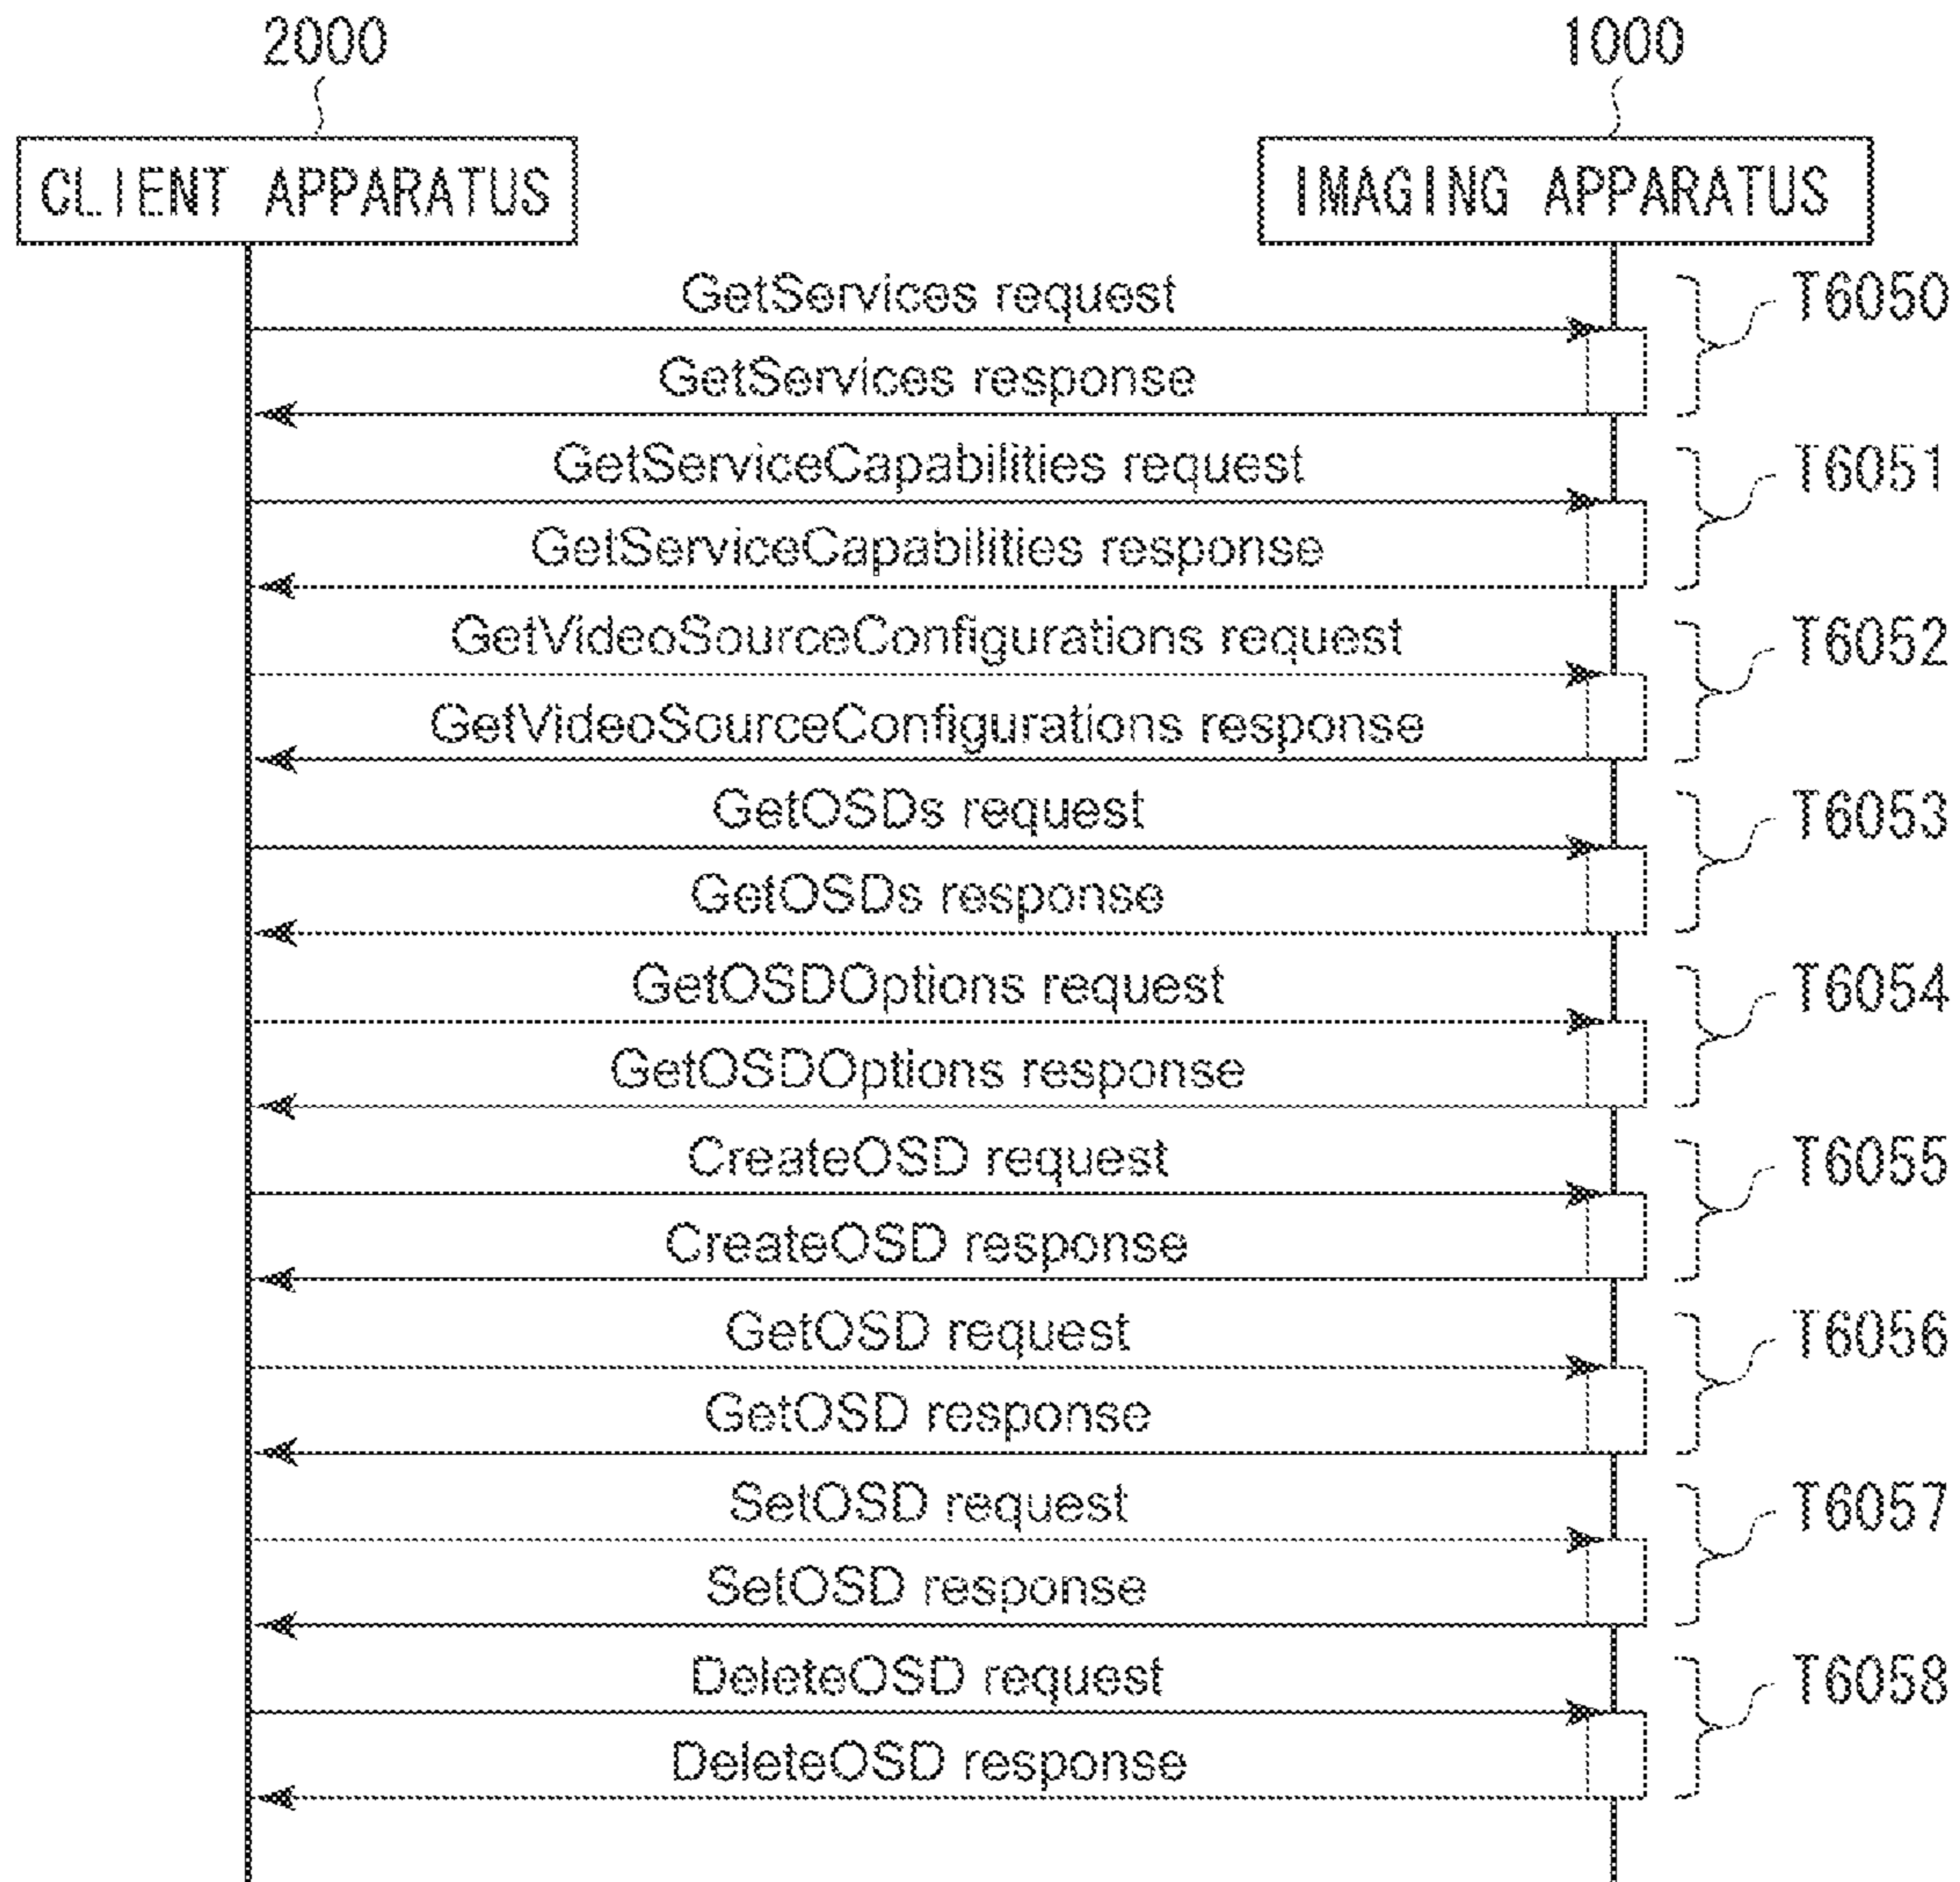 2000
1000
CLIENT APPARATUS
IMAGING APPARATUS
GetServices request
T6050
GetServices response
GetServiceCapabilities request
T6051
GetServiceCapabilities response
GetVideoSourceConfigurations request
T6052
GetVideoSourceConfigurations response
GetOSDs request
T6053
GetOSDs response
GetOSDOptions request
T6054
GetOSDOptions response
CreateOSD request
T6055
CreateOSD response
GetOSD request
T6056
GetOSD response
SetOSD request
T6057
SetOSD response
DeleteOSD request
T6058
DeleteOSD response